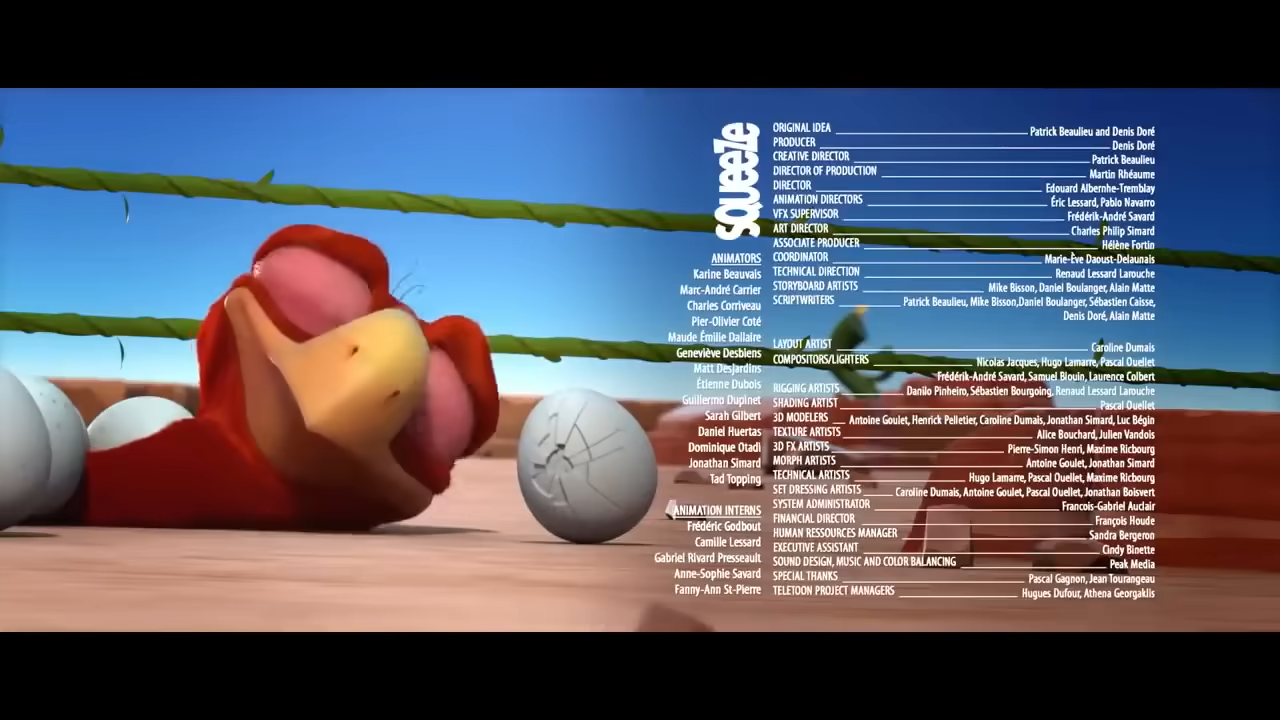 squeeze
ANIMATORS
Karine Beauvais
Marc-André Carrier
Charles Corriveau
Pier-Olivier Coté
Maude Émilie Dallaire
Geneviève Desbiens
Matt Desjardins
Étienne Dubois
Guillermo Dupinet
Sarah Gilbert
Daniel Huertas
Dominique Otadi
Jonathan Simard
Tad Topping
ANIMATION INTERNS
Frédéric Godbout
Camille Lessard
Gabriel Rivard Presseault
Anne-Sophie Savard
Fanny-Ann St-Pierre
ORIGINAL IDEA Patrick Beaulieu and Denis Doré
PRODUCER Denis Doré
CREATIVE DIRECTOR Patrick Beaulieu
DIRECTOR OF PRODUCTION Martin Rhéaume
DIRECTOR Edouard Albernhe-Tremblay
ANIMATION DIRECTORS Éric Lessard, Pablo Navarro
VFX SUPERVISOR Frédérik-André Savard
ART DIRECTOR Charles Philip Simard
ASSOCIATE PRODUCER Hélène Fortin
COORDINATOR Marie-Ève Daoust-Delaunais
TECHNICAL DIRECTION Renaud Lessard Larouche
STORYBOARD ARTISTS Mike Bisson, Daniel Boulanger, Alain Matte
SCRIPTWRITERS Patrick Beaulieu, Mike Bisson,Daniel Boulanger, Sébastien Caisse,
Denis Doré, Alain Matte
LAYOUT ARTIST Caroline Dumais
COMPOSITORS/LIGHTERS Nicolas Jacques, Hugo Lamarre, Pascal Ouellet
Frédérik-André Savard, Samuel Blouin, Laurence Colbert
RIGGING ARTISTS Danilo Pinheiro, Sébastien Bourgoing, Renaud Lessard Larouche
SHADING ARTIST Pascal Ouellet
3D MODELERS Antoine Goulet, Henrick Pelletier, Caroline Dumais, Jonathan Simard, Luc Bégin
TEXTURE ARTISTS Alice Bouchard, Julien Vandois
3D FX ARTISTS Pierre-Simon Henri, Maxime Ricbourg
MORPH ARTISTS Antoine Goulet, Jonathan Simard
TECHNICAL ARTISTS Hugo Lamarre, Pascal Ouellet, Maxime Ricbourg
SET DRESSING ARTISTS Caroline Dumais, Antoine Goulet, Pascal Ouellet, Jonathan Boisvert
SYSTEM ADMINISTRATOR Francois-Gabriel Auclair
FINANCIAL DIRECTOR François Houde
HUMAN RESSOURCES MANAGER Sandra Bergeron
EXECUTIVE ASSISTANT Cindy Binette
SOUND DESIGN, MUSIC AND COLOR BALANCING Peak Media
SPECIAL THANKS Pascal Gagnon, Jean Tourangeau
TELETOON PROJECT MANAGERS Hugues Dufour, Athena Georgaklis